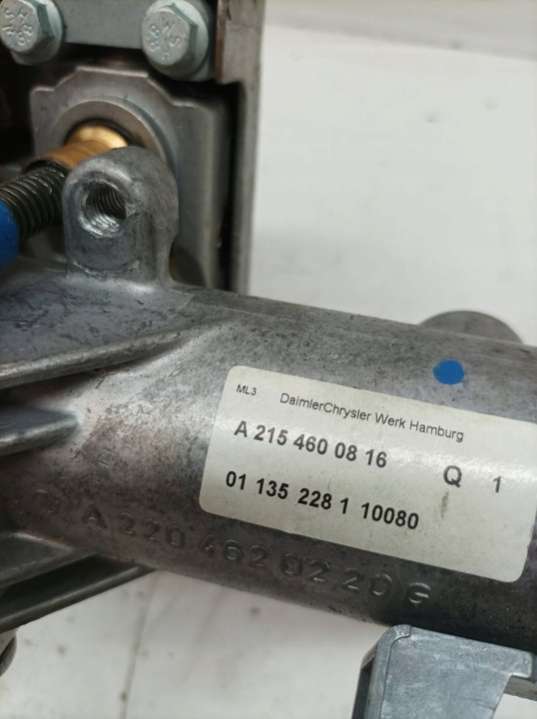 ML3 DaimlerChrysler Werk Hamburg
A 215 460 08 16 Q 1
01 135 228 1 10080
A 220 462 02 20 G